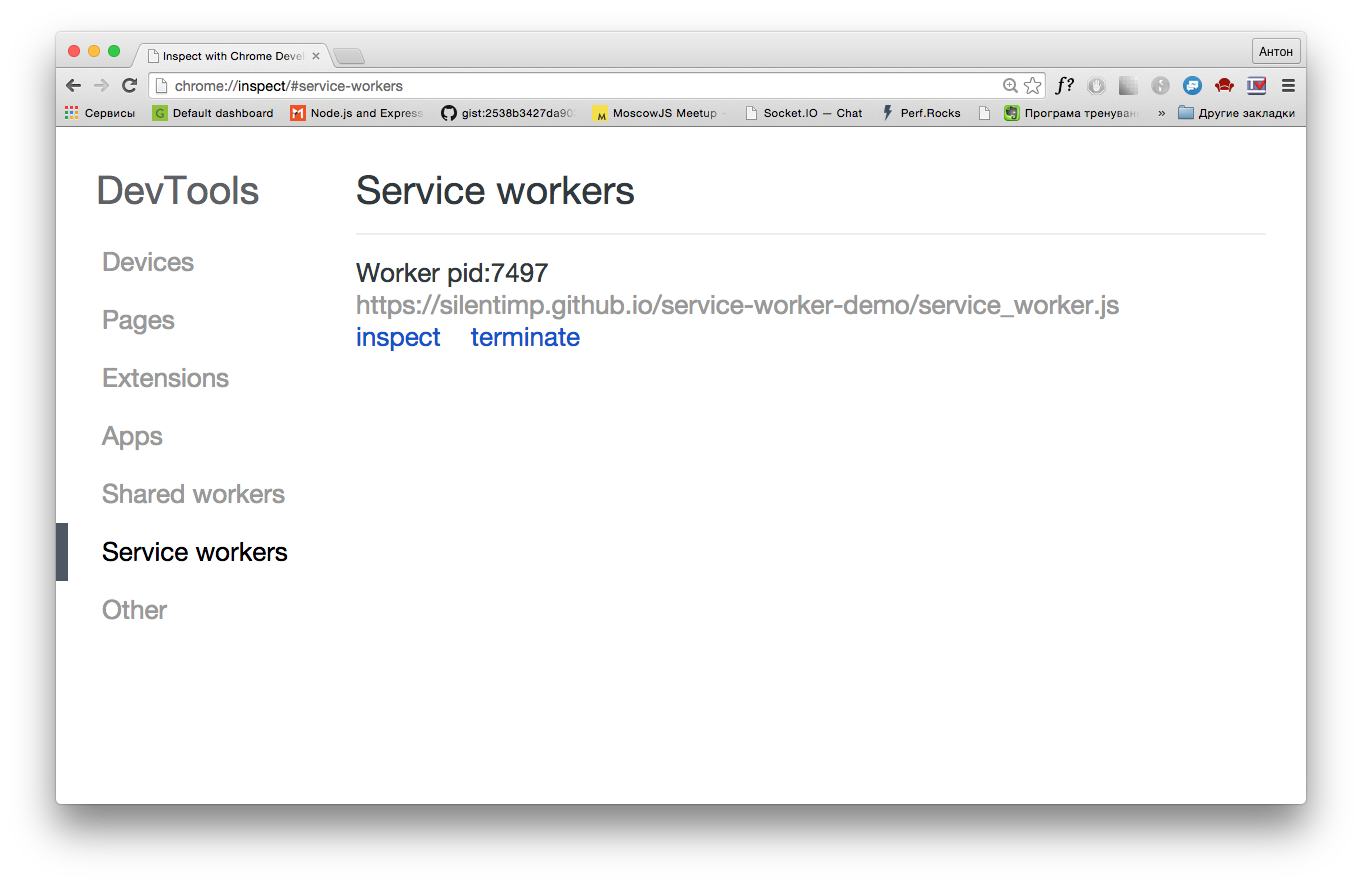 Inspect with Chrome Deve
Антон
chrome://inspect/#service-workers
f?
Сервисы
Default dashboard
Node.js and Express
gist:2538b3427da90
MoscowJS Meetup
Socket.IO — Chat
Perf.Rocks
Програма тренуван
»
Другие закладки
DevTools
Devices
Pages
Extensions
Apps
Shared workers
Service workers
Other
Service workers
Worker pid:7497
https://silentimp.github.io/service-worker-demo/service_worker.js
inspect terminate